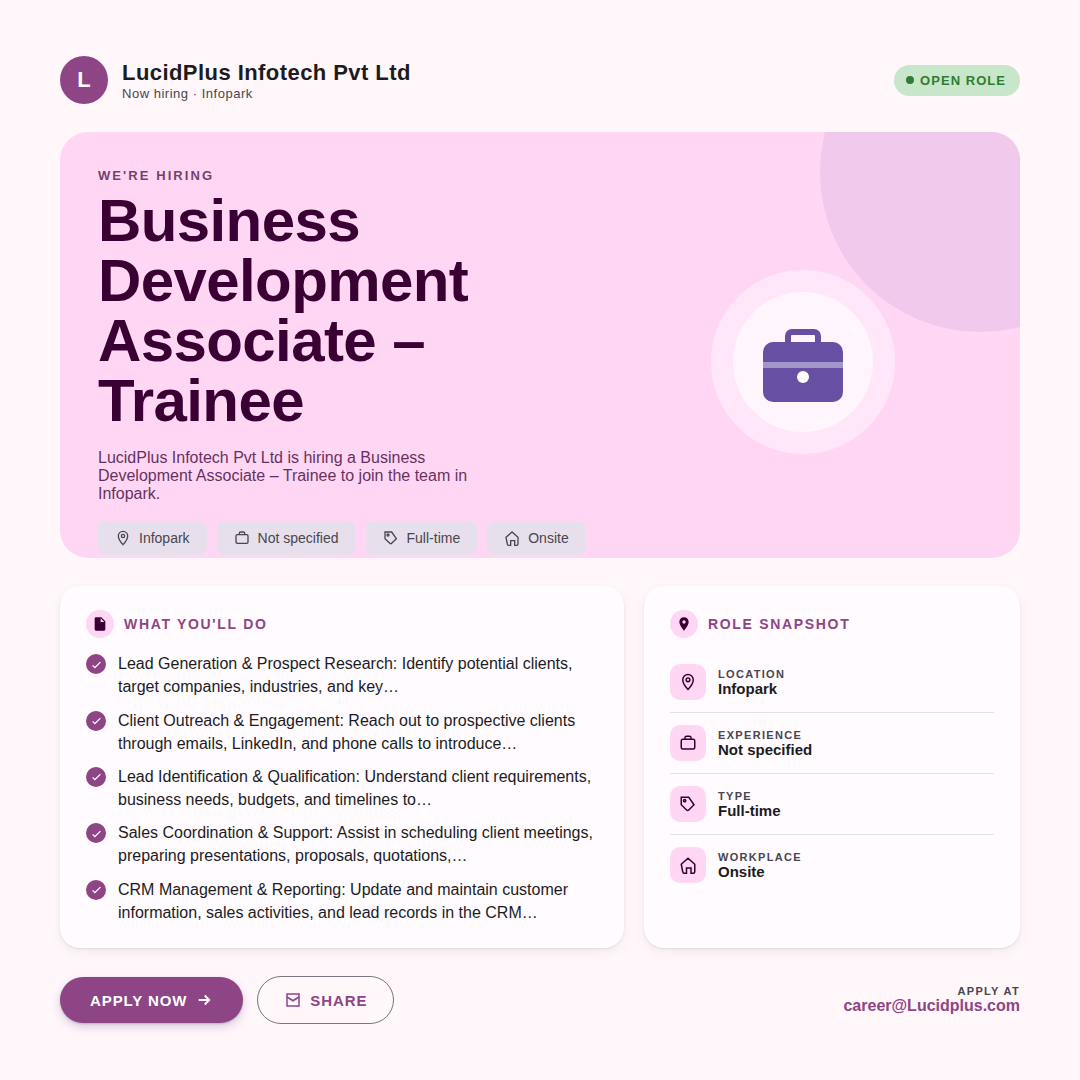 L
LucidPlus Infotech Pvt Ltd
Now hiring · Infopark
OPEN ROLE
WE'RE HIRING
Business
Development
Associate –
Trainee
LucidPlus Infotech Pvt Ltd is hiring a Business
Development Associate – Trainee to join the team in
Infopark.
Infopark
Not specified
Full-time
Onsite
WHAT YOU'LL DO
Lead Generation & Prospect Research: Identify potential clients,
target companies, industries, and key…
Client Outreach & Engagement: Reach out to prospective clients
through emails, LinkedIn, and phone calls to introduce…
Lead Identification & Qualification: Understand client requirements,
business needs, budgets, and timelines to…
Sales Coordination & Support: Assist in scheduling client meetings,
preparing presentations, proposals, quotations,…
CRM Management & Reporting: Update and maintain customer
information, sales activities, and lead records in the CRM…
ROLE SNAPSHOT
LOCATION
Infopark
EXPERIENCE
Not specified
TYPE
Full-time
WORKPLACE
Onsite
APPLY NOW
SHARE
APPLY AT
career@Lucidplus.com